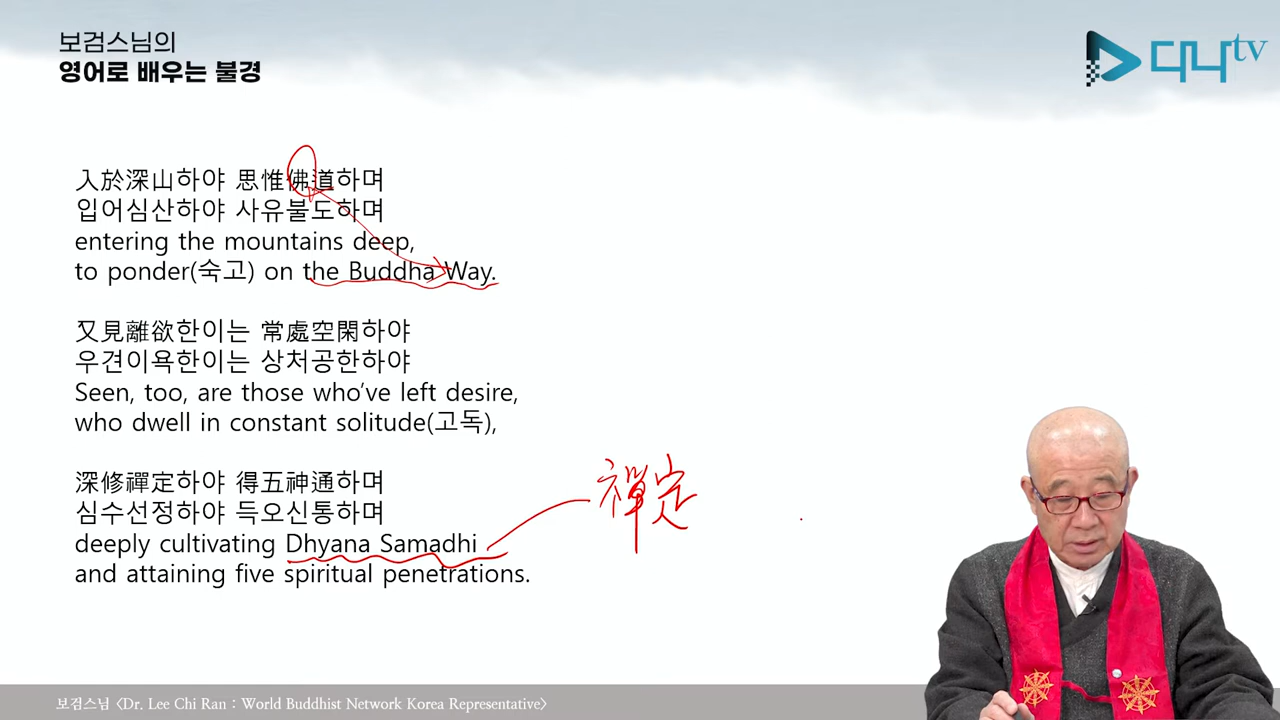 보검스님의
영어로 배우는 불경
디나tv
入於深山하야 思惟佛道하며
입어심산하야 사유불도하며
entering the mountains deep,
to ponder(숙고) on the Buddha Way.
又見離欲한이는 常處空閑하야
우견이욕한이는 상처공한하야
Seen, too, are those who’ve left desire,
who dwell in constant solitude(고독),
深修禪定하야 得五神通하며
심수선정하야 득오신통하며
deeply cultivating Dhyana Samadhi
and attaining five spiritual penetrations.
禪定
보검스님 <Dr. Lee Chi Ran : World Buddhist Network Korea Representative>